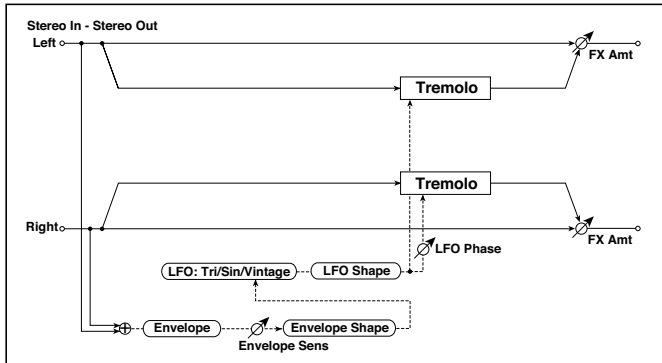 Stereo In - Stereo Out
Left
FX Amt
Tremolo
Tremolo
Right
FX Amt
LFO Phase
LFO: Tri/Sin/Vintage
LFO Shape
Envelope
Envelope Shape
Envelope Sens